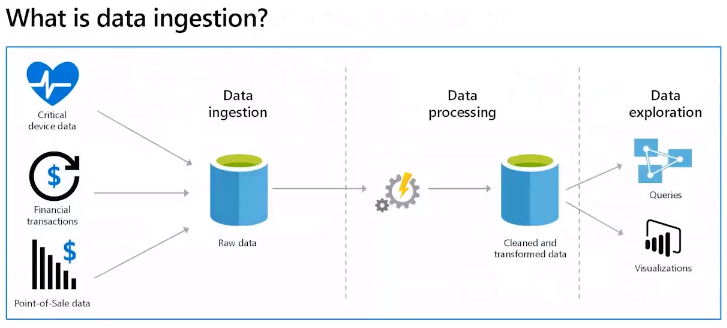 What is data ingestion?
Critical
device data
Financial
transactions
Point-of-Sale data
Data
ingestion
Raw data
Data
processing
Cleaned and
transformed data
Data
exploration
Queries
Visualizations
$
$